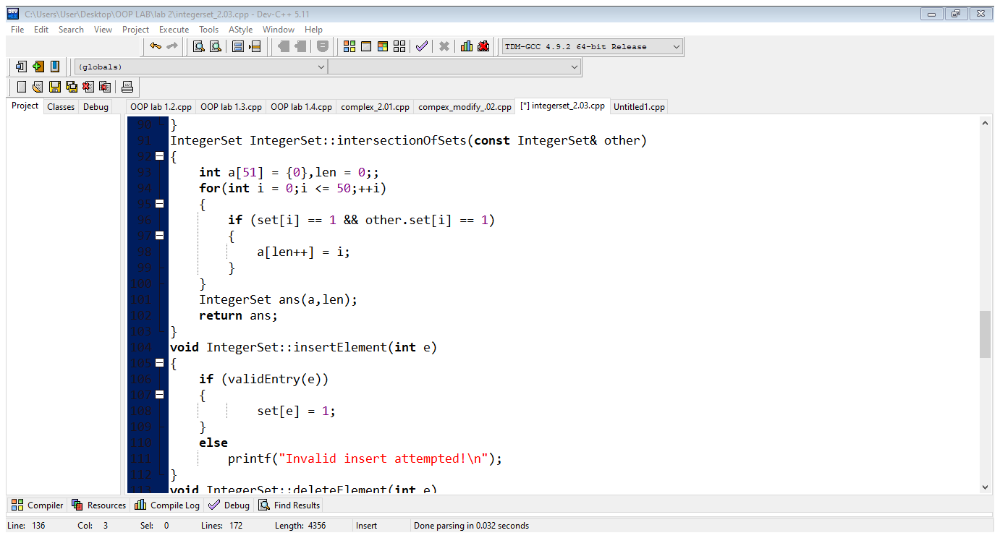 C:\Users\User\Desktop\OOP LAB\lab 2\integerset_2.03.cpp - Dev-C++ 5.11
File Edit Search View Project Execute Tools AStyle Window Help
TDM-GCC 4.9.2 64-bit Release
(globals)
Project Classes Debug OOP lab 1.2.cpp OOP lab 1.3.cpp OOP lab 1.4.cpp complex_2.01.cpp compex_modify_.02.cpp [*] integerset_2.03.cpp Untitled1.cpp
90 }
91 IntegerSet IntegerSet::intersectionOfSets(const IntegerSet& other)
92 {
93 int a[51] = {0},len = 0;;
94 for(int i = 0;i <= 50;++i)
95 {
96 if (set[i] == 1 && other.set[i] == 1)
97 {
98 a[len++] = i;
99 }
100 }
101 IntegerSet ans(a,len);
102 return ans;
103 }
104 void IntegerSet::insertElement(int e)
105 {
106 if (validEntry(e))
107 {
108 set[e] = 1;
109 }
110 else
111 printf("Invalid insert attempted!\n");
112 }
113 void IntegerSet::deleteElement(int e)
Compiler Resources Compile Log Debug Find Results
Line: 136 Col: 3 Sel: 0 Lines: 172 Length: 4356 Insert Done parsing in 0.032 seconds